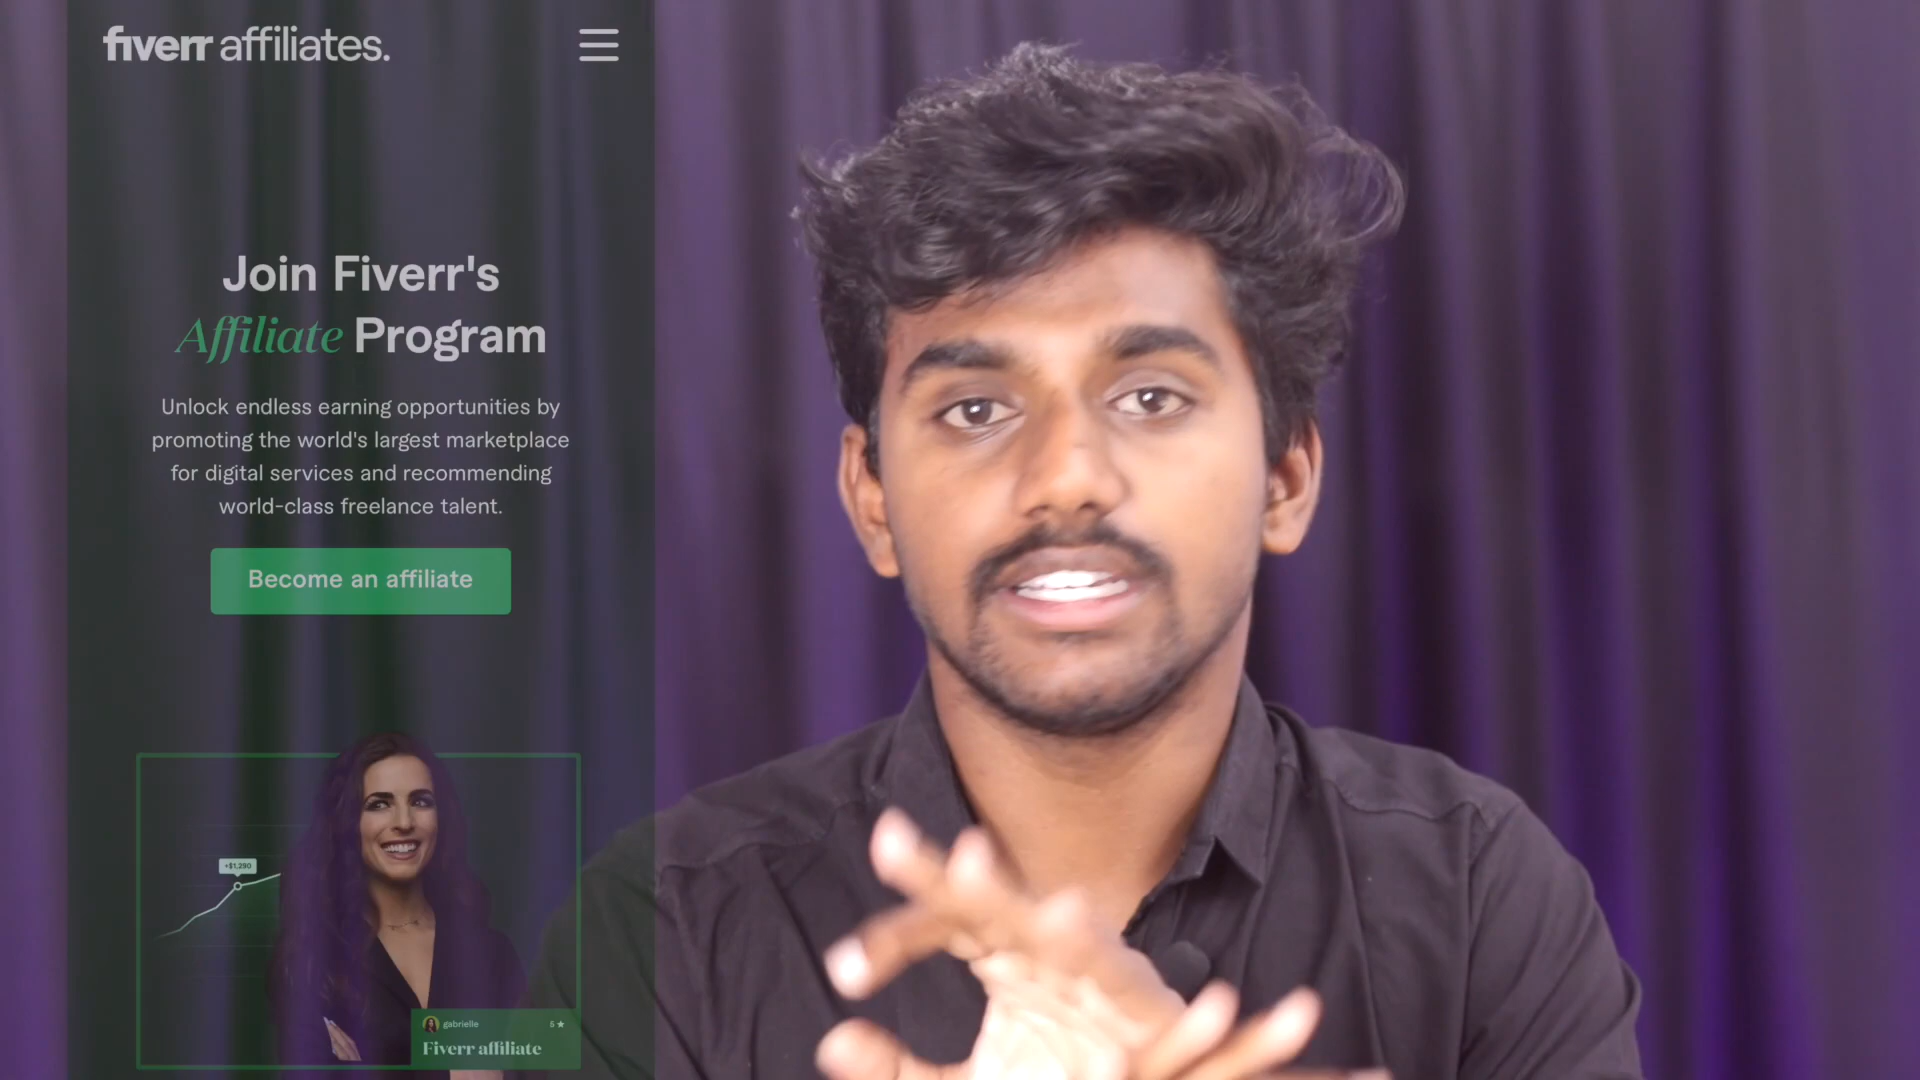 fiverr affiliates.
Join Fiverr's
Affiliate Program
Unlock endless earning opportunities by
promoting the world's largest marketplace
for digital services and recommending
world-class freelance talent.
Become an affiliate
+$1,290
gabrielle 5 ★
Fiverr affiliate